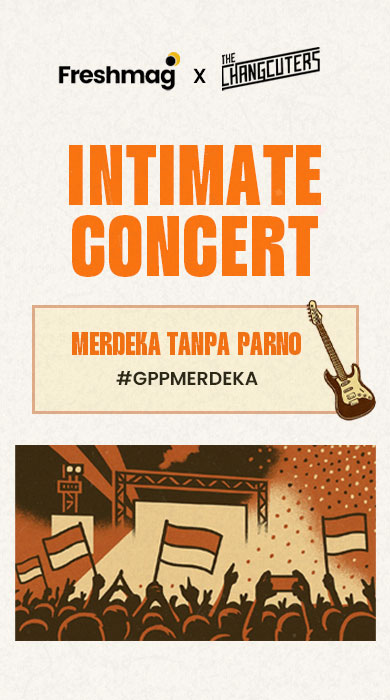 Freshmag x THE CHANGCUTERS
INTIMATE
CONCERT
MERDEKA TANPA PARNO
#GPPMERDEKA